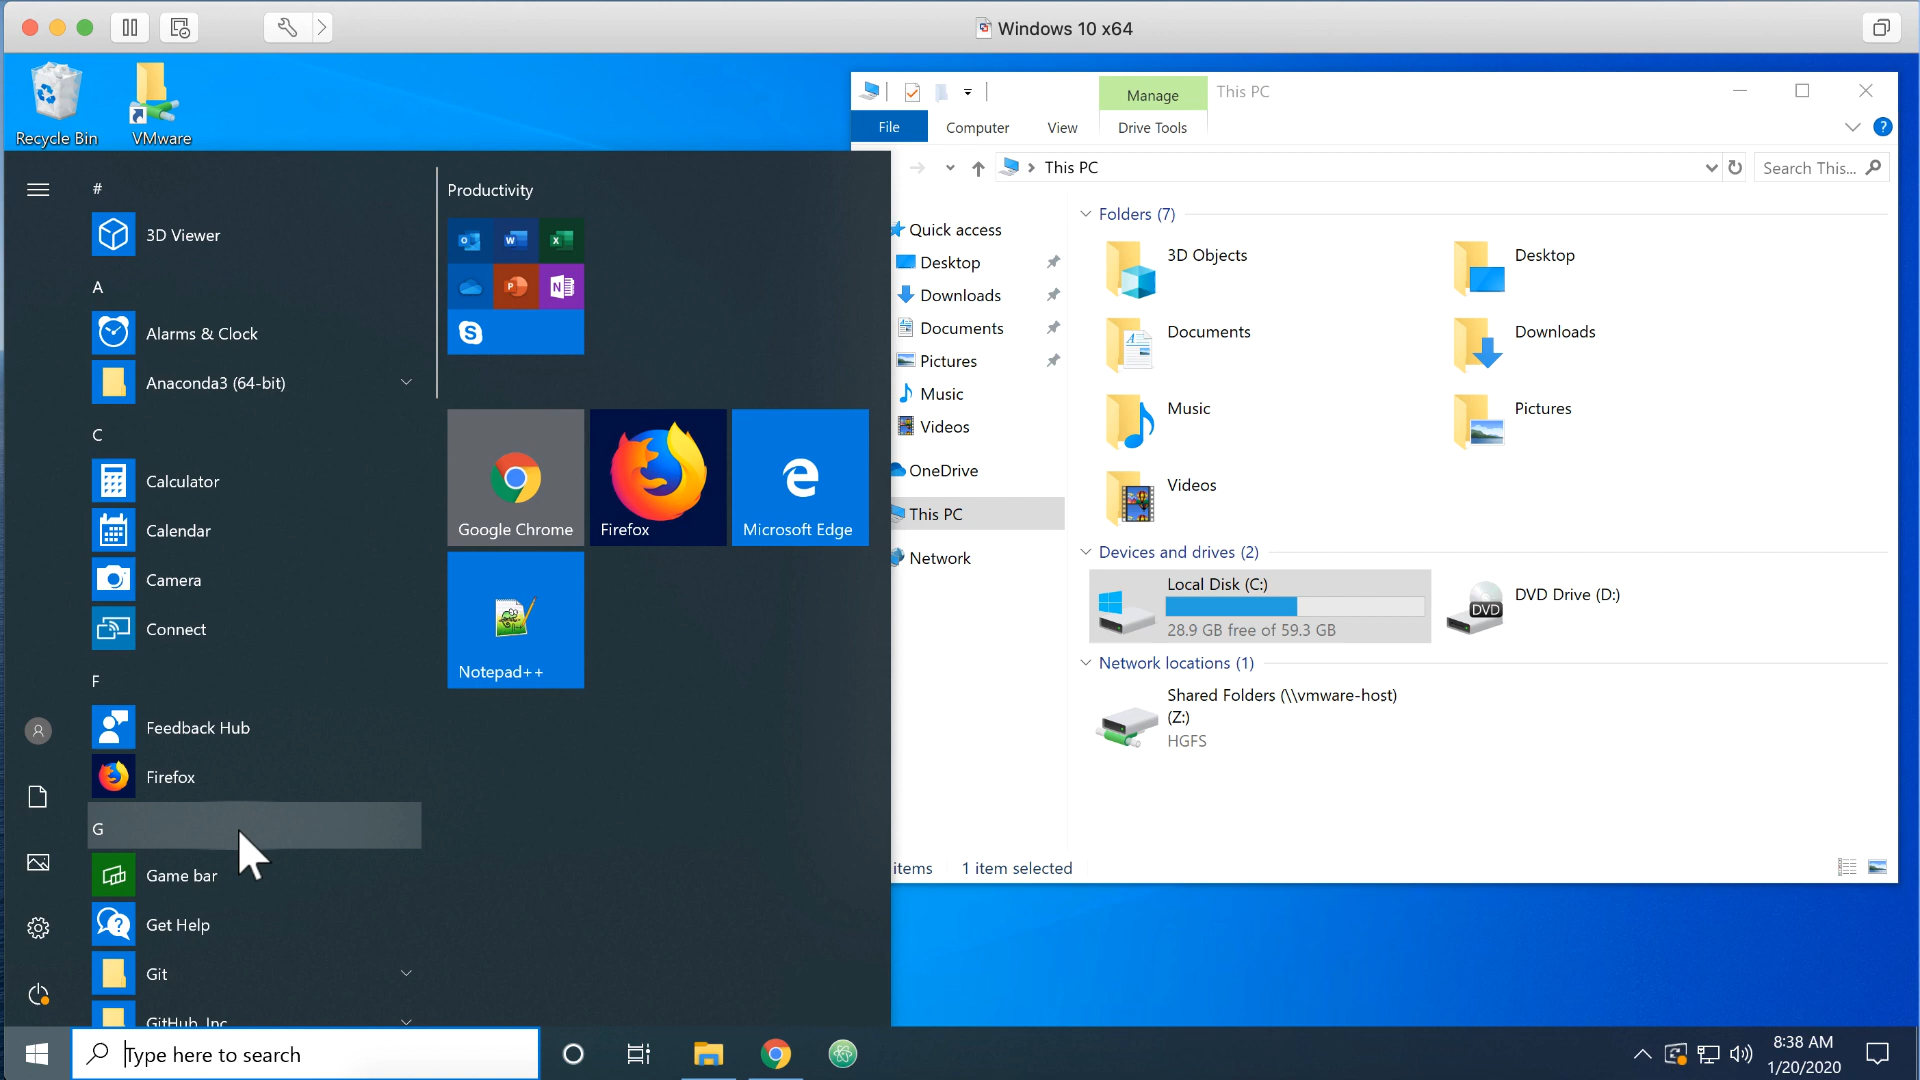 Windows 10 x64
Recycle Bin
VMware
Manage
This PC
File
Computer
View
Drive Tools
This PC
Search This...
#
3D Viewer
A
Alarms & Clock
Anaconda3 (64-bit)
C
Calculator
Calendar
Camera
Connect
F
Feedback Hub
Firefox
G
Game bar
Get Help
Git
GitHub, Inc
Productivity
Google Chrome
Firefox
Microsoft Edge
Notepad++
Quick access
Desktop
Downloads
Documents
Pictures
Music
Videos
OneDrive
This PC
Network
Folders (7)
3D Objects
Desktop
Documents
Downloads
Music
Pictures
Videos
Devices and drives (2)
Local Disk (C:)
28.9 GB free of 59.3 GB
DVD
DVD Drive (D:)
Network locations (1)
Shared Folders (\\vmware-host)
(Z:)
HGFS
items
1 item selected
Type here to search
8:38 AM
1/20/2020